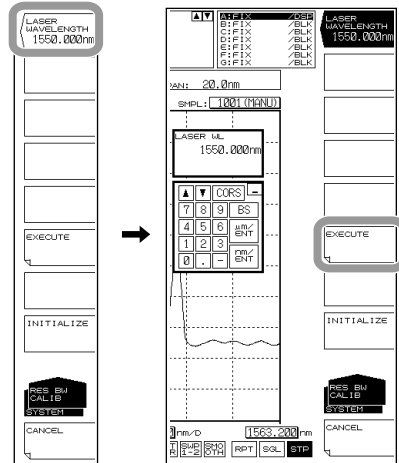 LASER
WAVELENGTH
1550.000nm
EXECUTE
INITIALIZE
RES BW
CALIB
SYSTEM
CANCEL
A:FIX /DSP
B:FIX /BLK
C:FIX /BLK
D:FIX /BLK
E:FIX /BLK
F:FIX /BLK
G:FIX /BLK
AN: 20.0nm
SMPL: 1001(MANU)
LASER WL
1550.000nm
▲ ▼ CORS –
7 8 9 BS
4 5 6 µm/ENT
1 2 3
0 . – nm/ENT
nm/D 1563.200nm
SWP
1-2
SMO
OTH
RPT SGL STP
LASER
WAVELENGTH
1550.000nm
EXECUTE
INITIALIZE
RES BW
CALIB
SYSTEM
CANCEL